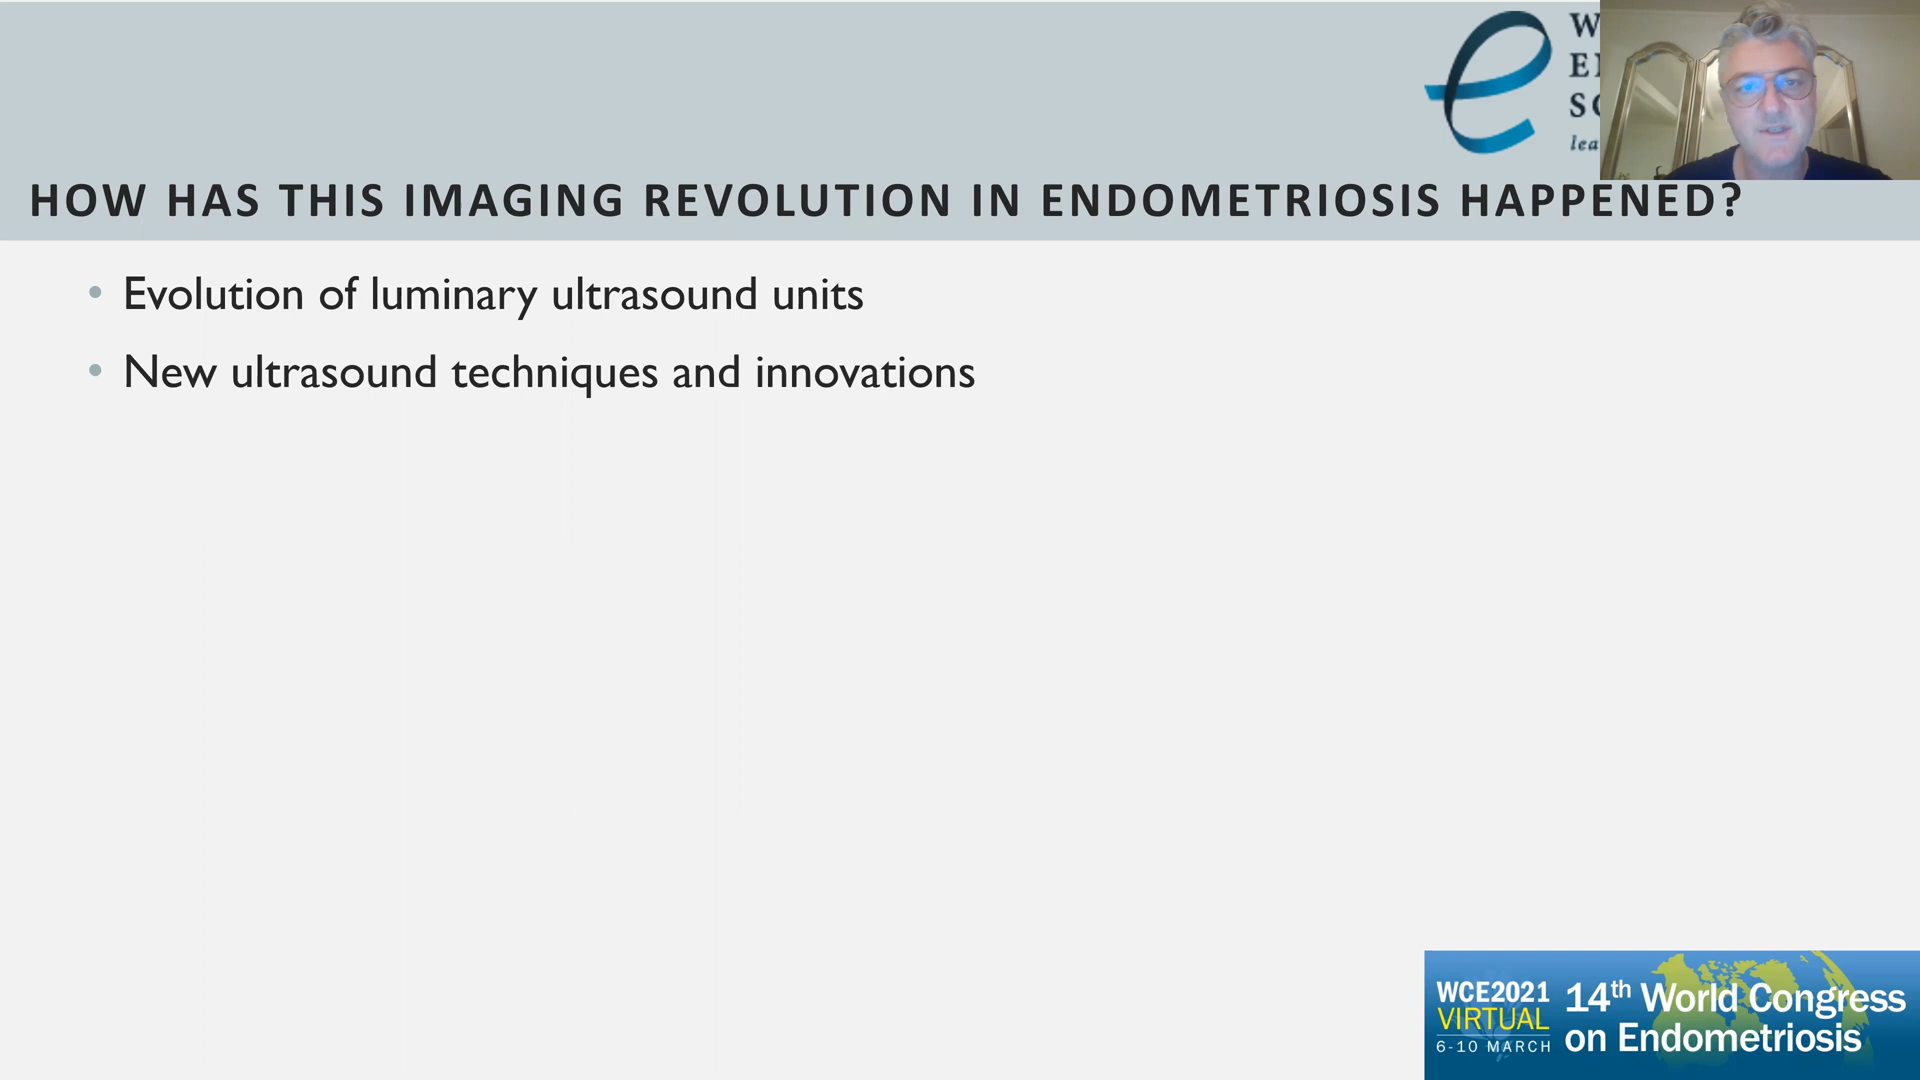 HOW HAS THIS IMAGING REVOLUTION IN ENDOMETRIOSIS HAPPENED?
• Evolution of luminary ultrasound units
• New ultrasound techniques and innovations
WCE2021
VIRTUAL
6-10 MARCH
14th World Congress
on Endometriosis